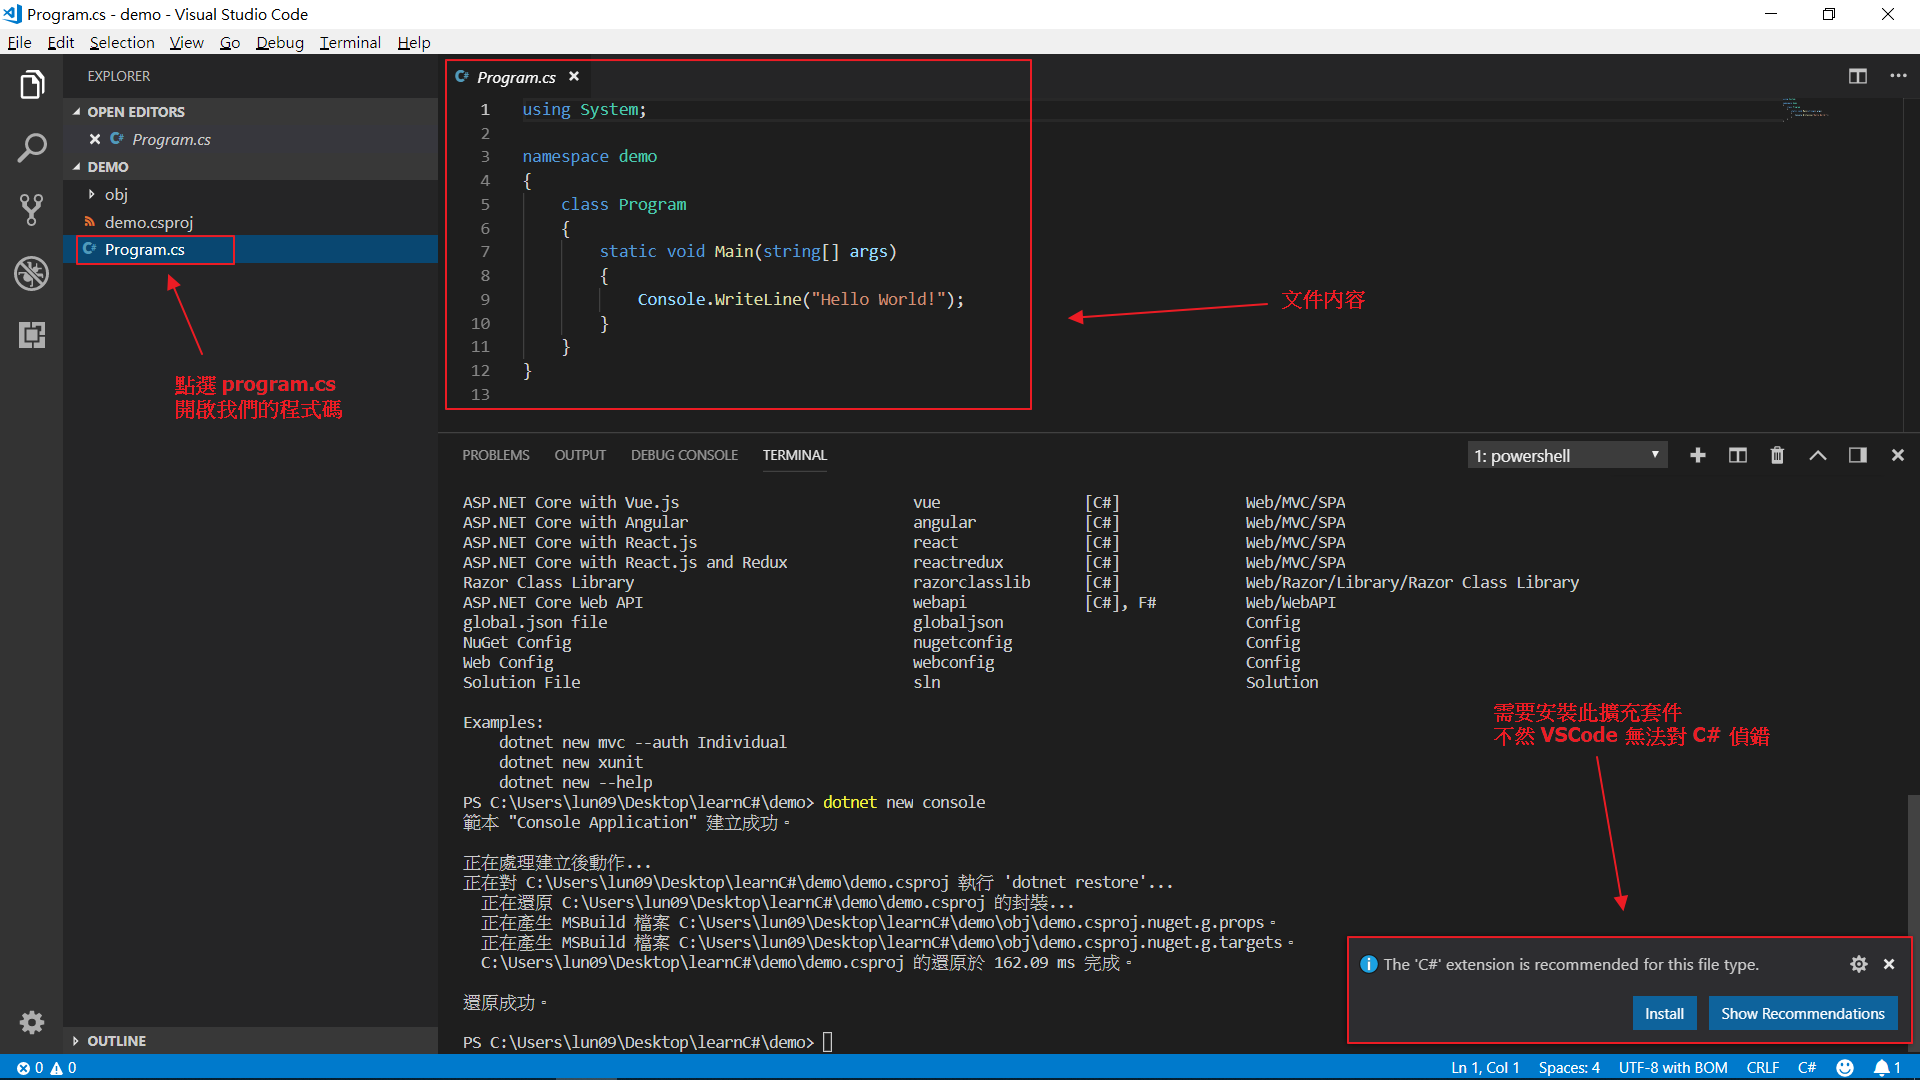 Program.cs - demo - Visual Studio Code
File Edit Selection View Go Debug Terminal Help
EXPLORER
OPEN EDITORS
Program.cs
DEMO
obj
demo.csproj
Program.cs
點選 program.cs
開啟我們的程式碼
OUTLINE
Program.cs
1 using System;
2
3 namespace demo
4 {
5 class Program
6 {
7 static void Main(string[] args)
8 {
9 Console.WriteLine("Hello World!");
10 }
11 }
12 }
13
文件內容
PROBLEMS OUTPUT DEBUG CONSOLE TERMINAL 1: powershell
ASP.NET Core with Vue.js vue [C#] Web/MVC/SPA
ASP.NET Core with Angular angular [C#] Web/MVC/SPA
ASP.NET Core with React.js react [C#] Web/MVC/SPA
ASP.NET Core with React.js and Redux reactredux [C#] Web/MVC/SPA
Razor Class Library razorclasslib [C#] Web/Razor/Library/Razor Class Library
ASP.NET Core Web API webapi [C#], F# Web/WebAPI
global.json file globaljson Config
NuGet Config nugetconfig Config
Web Config webconfig Config
Solution File sln Solution
Examples:
dotnet new mvc --auth Individual
dotnet new xunit
dotnet new --help
PS C:\Users\lun09\Desktop\learnC#\demo> dotnet new console
範本 "Console Application" 建立成功。
正在處理建立後動作...
正在對 C:\Users\lun09\Desktop\learnC#\demo\demo.csproj 執行 'dotnet restore'...
正在還原 C:\Users\lun09\Desktop\learnC#\demo\demo.csproj 的封裝...
正在產生 MSBuild 檔案 C:\Users\lun09\Desktop\learnC#\demo\obj\demo.csproj.nuget.g.props。
正在產生 MSBuild 檔案 C:\Users\lun09\Desktop\learnC#\demo\obj\demo.csproj.nuget.g.targets。
C:\Users\lun09\Desktop\learnC#\demo\demo.csproj 的還原於 162.09 ms 完成。
還原成功。
PS C:\Users\lun09\Desktop\learnC#\demo>
需要安裝此擴充套件
不然 VSCode 無法對 C# 偵錯
The 'C#' extension is recommended for this file type.
Install Show Recommendations
0 0 Ln 1, Col 1 Spaces: 4 UTF-8 with BOM CRLF C# 1